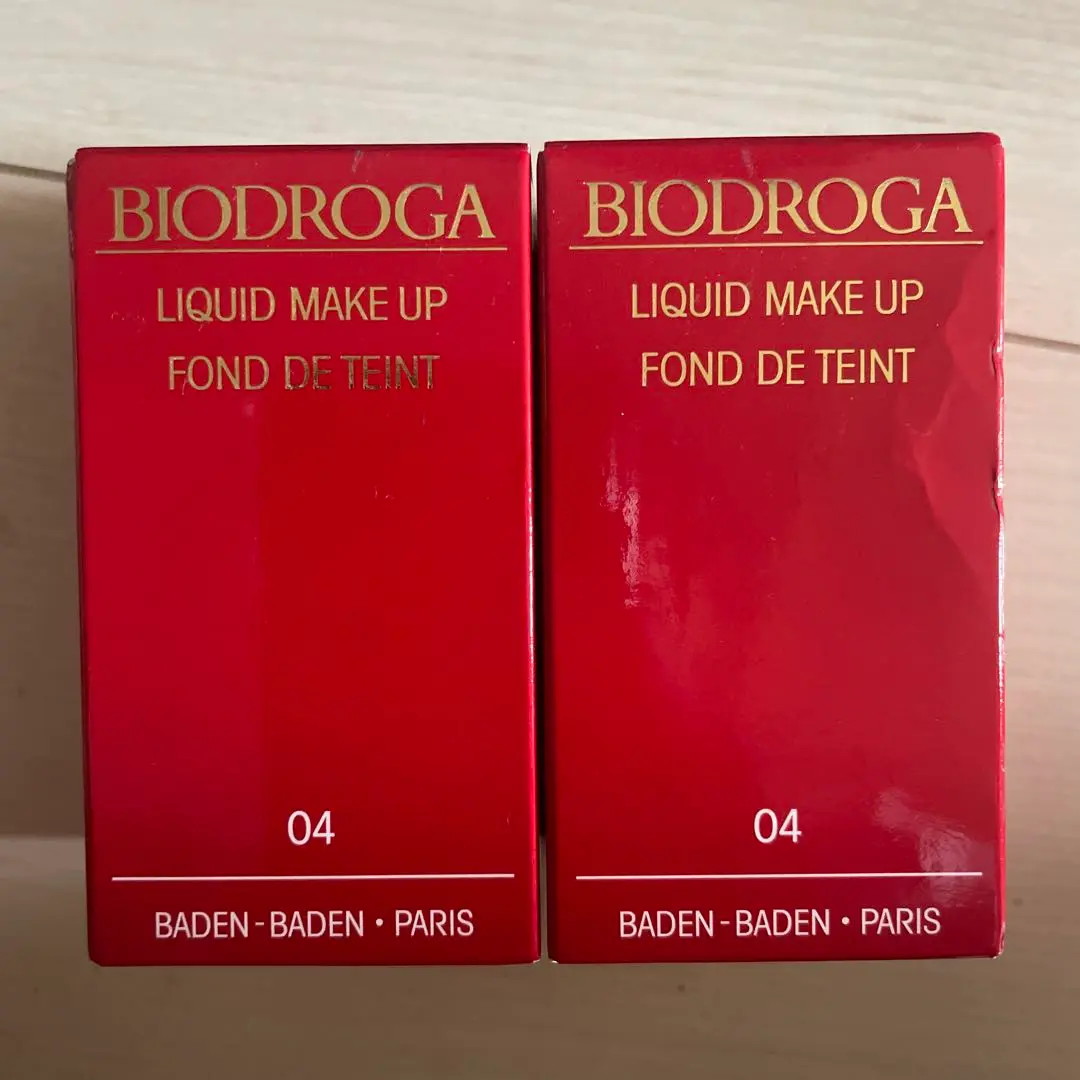 BIODROGA
LIQUID MAKE UP
FOND DE TEINT
04
BADEN-BADEN • PARIS
BIODROGA
LIQUID MAKE UP
FOND DE TEINT
04
BADEN-BADEN • PARIS